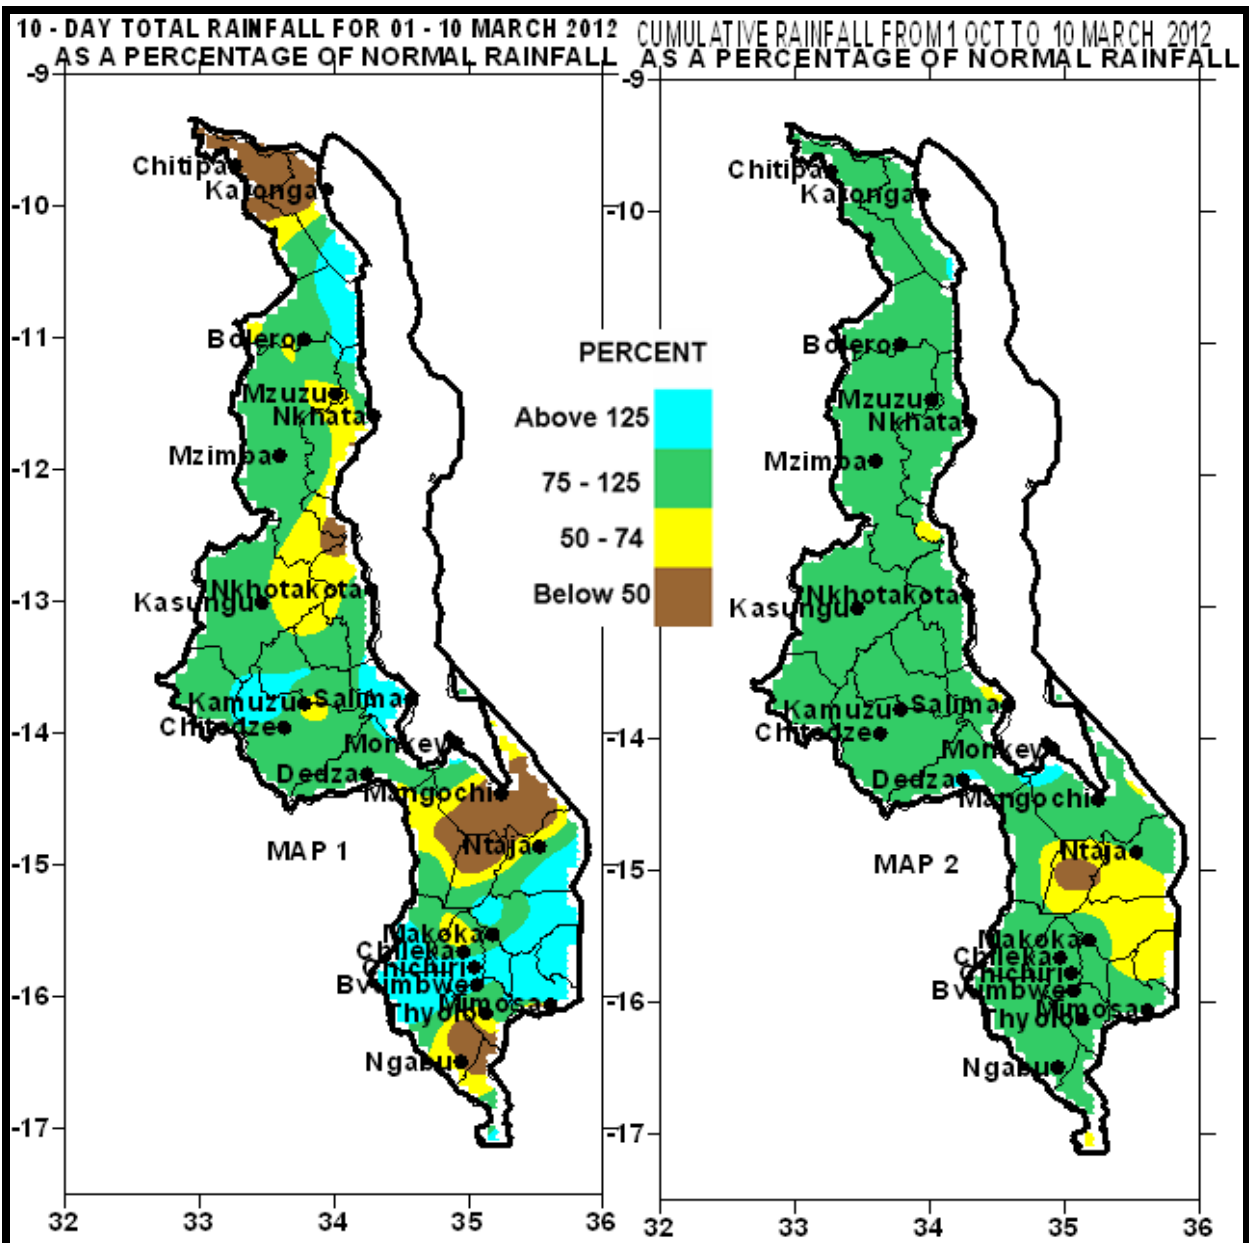 10 - DAY TOTAL RAINFALL FOR 01 - 10 MARCH 2012
AS A PERCENTAGE OF NORMAL RAINFALL
CUMULATIVE RAINFALL FROM 1 OCT TO 10 MARCH 2012
AS A PERCENTAGE OF NORMAL RAINFALL
-9
Chitipa
Karonga
-10
-11
Bolero
Mzuzu
Nkhata
Mzimba
-12
Nkhotakota
-13
Kasungu
Kamuzu
Salima
Chitedze
-14
Monkey
Dedza
Mangochi
Ntaja
MAP 1
-15
Makoka
Chileka
Chichiri
Bvumbwe
-16
Mimosa
Thyolo
Ngabu
-17
32 33 34 35 36
PERCENT
Above 125
75 - 125
50 - 74
Below 50
-9
Chitipa
Karonga
-10
-11
Bolero
Mzuzu
Nkhata
Mzimba
-12
Nkhotakota
-13
Kasungu
Kamuzu
Salima
Chitedze
-14
Monkey
Dedza
Mangochi
Ntaja
MAP 2
-15
Makoka
Chileka
Chichiri
Bvumbwe
-16
Mimosa
Thyolo
Ngabu
-17
32 33 34 35 36